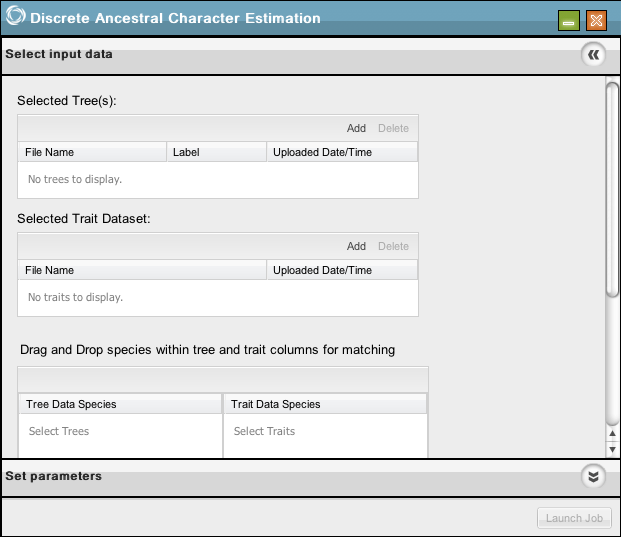 Discrete Ancestral Character Estimation
Select input data
Selected Tree(s):
Add Delete
File Name Label Uploaded Date/Time
No trees to display.
Selected Trait Dataset:
Add Delete
File Name Uploaded Date/Time
No traits to display.
Drag and Drop species within tree and trait columns for matching
Tree Data Species Trait Data Species
Select Trees Select Traits
Set parameters
Launch Job